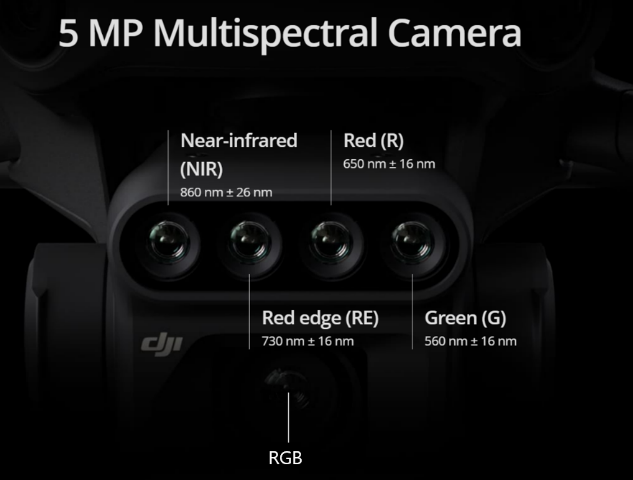 5 MP Multispectral Camera
Near-infrared
(NIR)
860 nm ± 26 nm
Red (R)
650 nm ± 16 nm
Red edge (RE)
730 nm ± 16 nm
Green (G)
560 nm ± 16 nm
dji
RGB